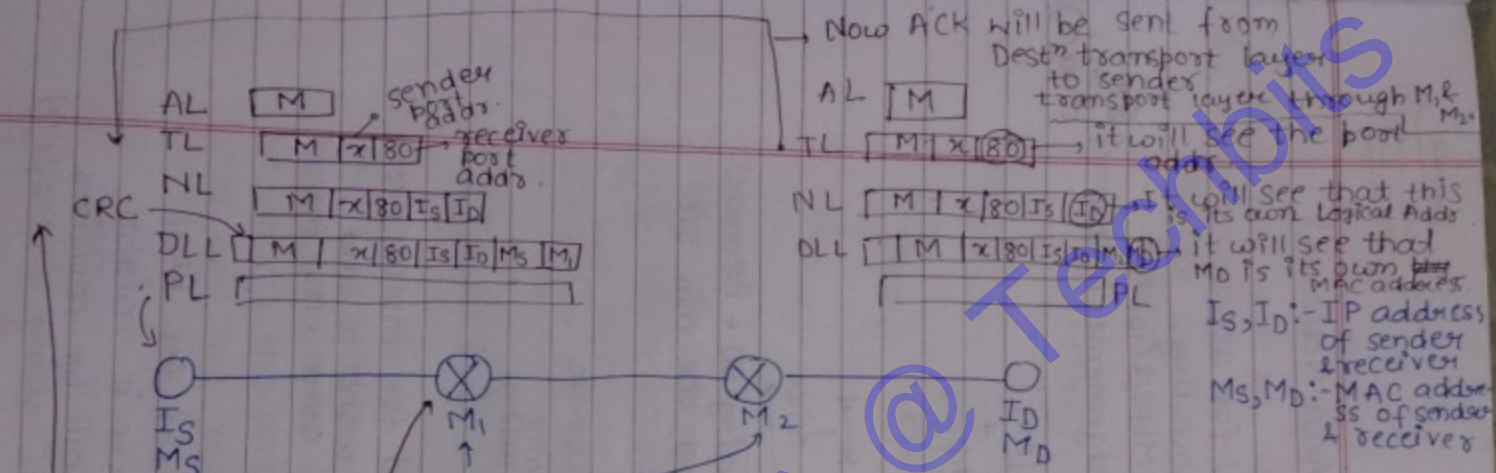 Now ACK will be sent from
Destn transport layer
to sender
transport layer through M1 &
M2.
AL M
sender
port
addr.
TL M x 80
receiver
port
addr.
NL M x 80 IS ID
CRC
DLL M x 80 IS ID MS M1
PL
AL M
TL M x 80 it will see the port
addr
NL M x 80 IS ID it will see that this
is its own Logical Addr.
DLL M x 80 IS ID M2 it will see that
MD is its own
MAC address
PL
IS, ID :- IP address
of sender
& receiver
MS, MD :- MAC addre
ss of sender
& receiver
IS
MS
M1
M2
ID
MD
@ Techbits